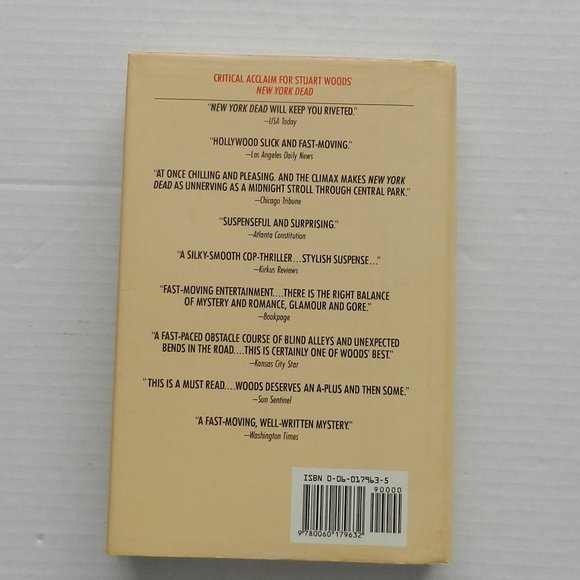 CRITICAL ACCLAIM FOR STUART WOODS'
NEW YORK DEAD
"NEW YORK DEAD WILL KEEP YOU RIVETED."
—USA Today
"HOLLYWOOD SLICK AND FAST-MOVING."
—Los Angeles Daily News
"AT ONCE CHILLING AND PLEASING. AND THE CLIMAX MAKES NEW YORK
DEAD AS UNNERVING AS A MIDNIGHT STROLL THROUGH CENTRAL PARK."
—Chicago Tribune
"SUSPENSEFUL AND SURPRISING."
—Atlanta Constitution
"A SILKY-SMOOTH COP-THRILLER...STYLISH SUSPENSE..."
—Kirkus Reviews
"FAST-MOVING ENTERTAINMENT....THERE IS THE RIGHT BALANCE
OF MYSTERY AND ROMANCE, GLAMOUR AND GORE."
—Bookpage
"A FAST-PACED OBSTACLE COURSE OF BLIND ALLEYS AND UNEXPECTED
BENDS IN THE ROAD....THIS IS CERTAINLY ONE OF WOODS' BEST."
—Kansas City Star
"THIS IS A MUST READ....WOODS DESERVES AN A-PLUS AND THEN SOME."
—Sun Sentinel
"A FAST-MOVING, WELL-WRITTEN MYSTERY."
—Washington Times
ISBN 0-06-017963-5
90000
9 780060 179632